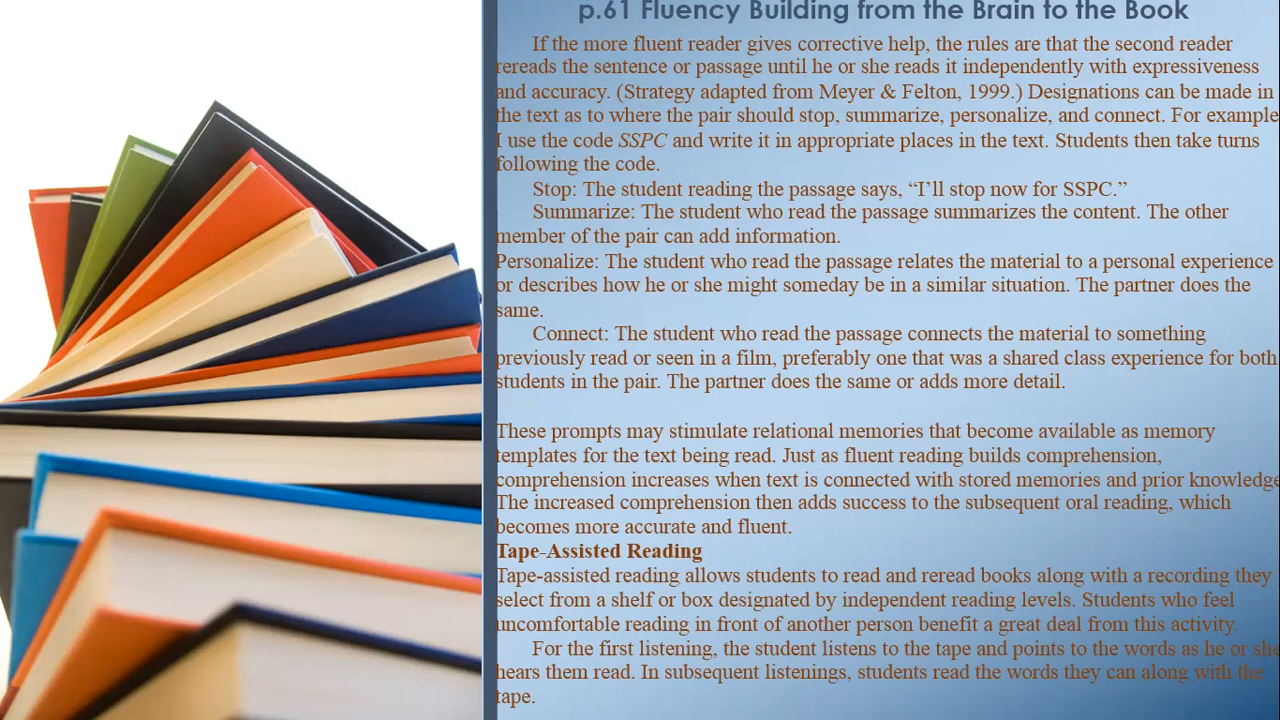 p.61 Fluency Building from the Brain to the Book
If the more fluent reader gives corrective help, the rules are that the second reader
rereads the sentence or passage until he or she reads it independently with expressiveness
and accuracy. (Strategy adapted from Meyer & Felton, 1999.) Designations can be made in
the text as to where the pair should stop, summarize, personalize, and connect. For example
I use the code SSPC and write it in appropriate places in the text. Students then take turns
following the code.
Stop: The student reading the passage says, “I’ll stop now for SSPC.”
Summarize: The student who read the passage summarizes the content. The other
member of the pair can add information.
Personalize: The student who read the passage relates the material to a personal experience
or describes how he or she might someday be in a similar situation. The partner does the
same.
Connect: The student who read the passage connects the material to something
previously read or seen in a film, preferably one that was a shared class experience for both
students in the pair. The partner does the same or adds more detail.
These prompts may stimulate relational memories that become available as memory
templates for the text being read. Just as fluent reading builds comprehension,
comprehension increases when text is connected with stored memories and prior knowledge
The increased comprehension then adds success to the subsequent oral reading, which
becomes more accurate and fluent.
Tape-Assisted Reading
Tape-assisted reading allows students to read and reread books along with a recording they
select from a shelf or box designated by independent reading levels. Students who feel
uncomfortable reading in front of another person benefit a great deal from this activity.
For the first listening, the student listens to the tape and points to the words as he or she
hears them read. In subsequent listenings, students read the words they can along with the
tape.